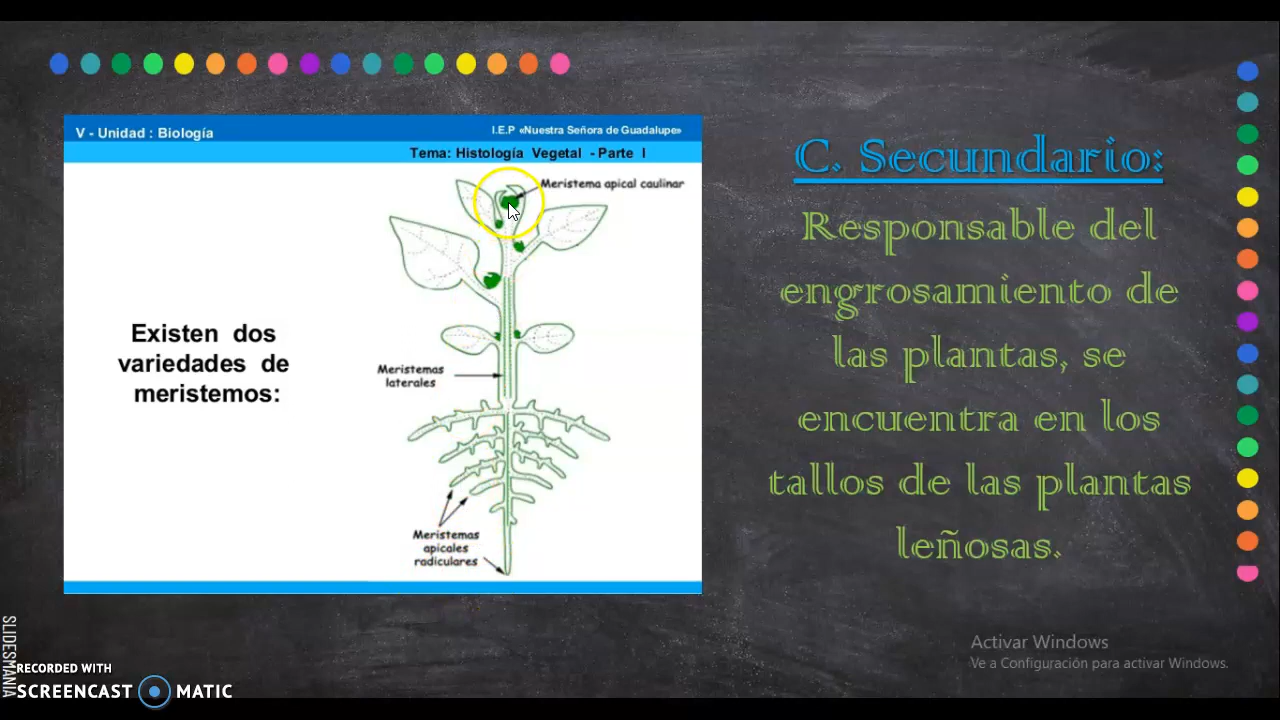 V - Unidad : Biología
I.E.P «Nuestra Señora de Guadalupe»
Tema: Histología Vegetal - Parte I
Meristema apical caulinar
Existen dos
variedades de
meristemos:
Meristemas
laterales
Meristemas
apicales
radiculares
C. Secundario:
Responsable del
engrosamiento de
las plantas, se
encuentra en los
tallos de las plantas
leñosas.
Activar Windows
Ve a Configuración para activar Windows.
SLIDESMANIA
RECORDED WITH
SCREENCAST MATIC